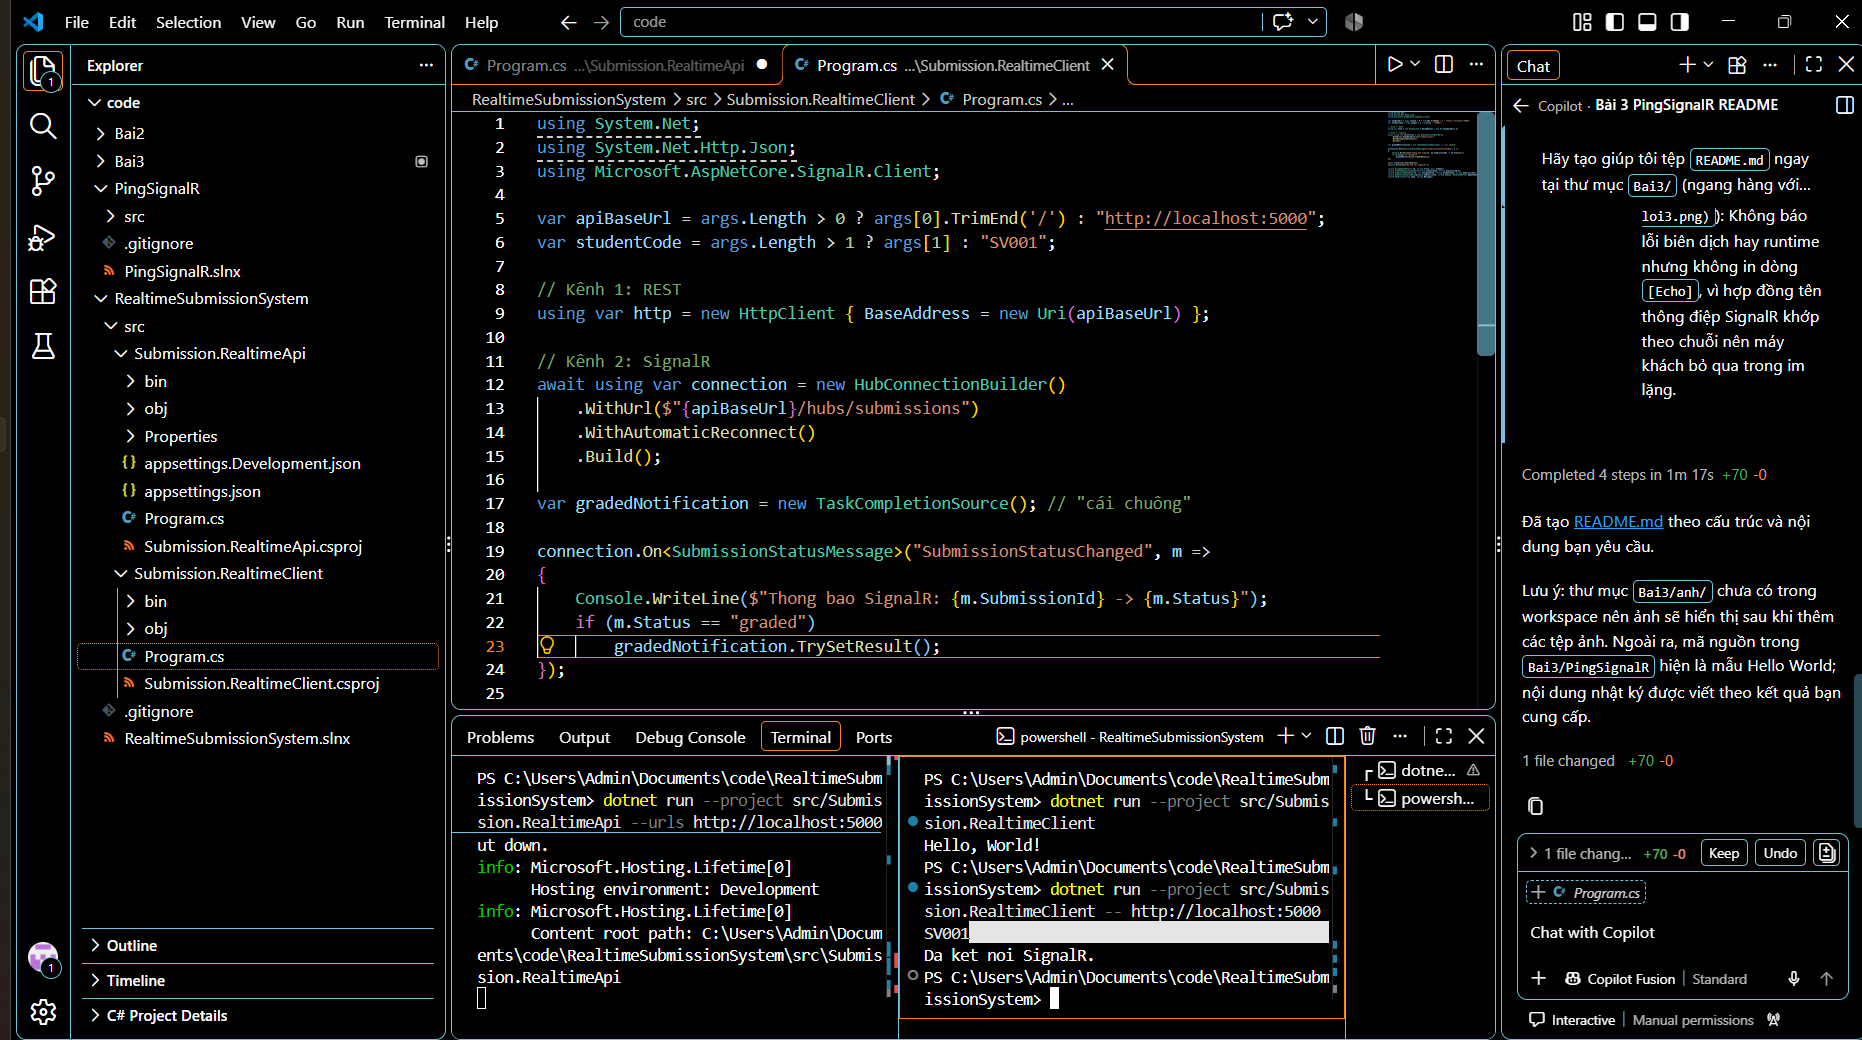 File Edit Selection View Go Run Terminal Help
code
Explorer
code
Bai2
Bai3
PingSignalR
src
.gitignore
PingSignalR.slnx
RealtimeSubmissionSystem
src
Submission.RealtimeApi
bin
obj
Properties
appsettings.Development.json
appsettings.json
Program.cs
Submission.RealtimeApi.csproj
Submission.RealtimeClient
bin
obj
Program.cs
Submission.RealtimeClient.csproj
.gitignore
RealtimeSubmissionSystem.slnx
Outline
Timeline
C# Project Details
1
1
Program.cs ...\Submission.RealtimeApi
Program.cs ...\Submission.RealtimeClient
RealtimeSubmissionSystem > src > Submission.RealtimeClient > Program.cs > ...
1 using System.Net;
2 using System.Net.Http.Json;
3 using Microsoft.AspNetCore.SignalR.Client;
4
5 var apiBaseUrl = args.Length > 0 ? args[0].TrimEnd('/') : "http://localhost:5000";
6 var studentCode = args.Length > 1 ? args[1] : "SV001";
7
8 // Kênh 1: REST
9 using var http = new HttpClient { BaseAddress = new Uri(apiBaseUrl) };
10
11 // Kênh 2: SignalR
12 await using var connection = new HubConnectionBuilder()
13 .WithUrl($"{apiBaseUrl}/hubs/submissions")
14 .WithAutomaticReconnect()
15 .Build();
16
17 var gradedNotification = new TaskCompletionSource(); // "cái chuông"
18
19 connection.On<SubmissionStatusMessage>("SubmissionStatusChanged", m =>
20 {
21 Console.WriteLine($"Thong bao SignalR: {m.SubmissionId} -> {m.Status}");
22 if (m.Status == "graded")
23 gradedNotification.TrySetResult();
24 });
25
Problems Output Debug Console Terminal Ports
powershell - RealtimeSubmissionSystem
PS C:\Users\Admin\Documents\code\RealtimeSubm
issionSystem> dotnet run --project src/Submis
sion.RealtimeApi --urls http://localhost:5000
ut down.
info: Microsoft.Hosting.Lifetime[0]
Hosting environment: Development
info: Microsoft.Hosting.Lifetime[0]
Content root path: C:\Users\Admin\Docum
ents\code\RealtimeSubmissionSystem\src\Submis
sion.RealtimeApi
PS C:\Users\Admin\Documents\code\RealtimeSubm
issionSystem> dotnet run --project src/Submis
sion.RealtimeClient
Hello, World!
PS C:\Users\Admin\Documents\code\RealtimeSubm
issionSystem> dotnet run --project src/Submis
sion.RealtimeClient -- http://localhost:5000
SV001
Da ket noi SignalR.
PS C:\Users\Admin\Documents\code\RealtimeSubm
issionSystem>
dotne...
powersh...
Chat
Copilot · Bài 3 PingSignalR README
Hãy tạo giúp tôi tệp README.md ngay
tại thư mục Bai3/ (ngang hàng với...
loi3.png) ): Không báo
lỗi biên dịch hay runtime
nhưng không in dòng
[Echo] , vì hợp đồng tên
thông điệp SignalR khớp
theo chuỗi nên máy
khách bỏ qua trong im
lặng.
Completed 4 steps in 1m 17s +70 -0
Đã tạo README.md theo cấu trúc và nội
dung bạn yêu cầu.
Lưu ý: thư mục Bai3/anh/ chưa có trong
workspace nên ảnh sẽ hiển thị sau khi thêm
các tệp ảnh. Ngoài ra, mã nguồn trong
Bai3/PingSignalR hiện là mẫu Hello World;
nội dung nhật ký được viết theo kết quả bạn
cung cấp.
1 file changed +70 -0
1 file chang... +70 -0 Keep Undo
Program.cs
Chat with Copilot
Copilot Fusion Standard
Interactive Manual permissions